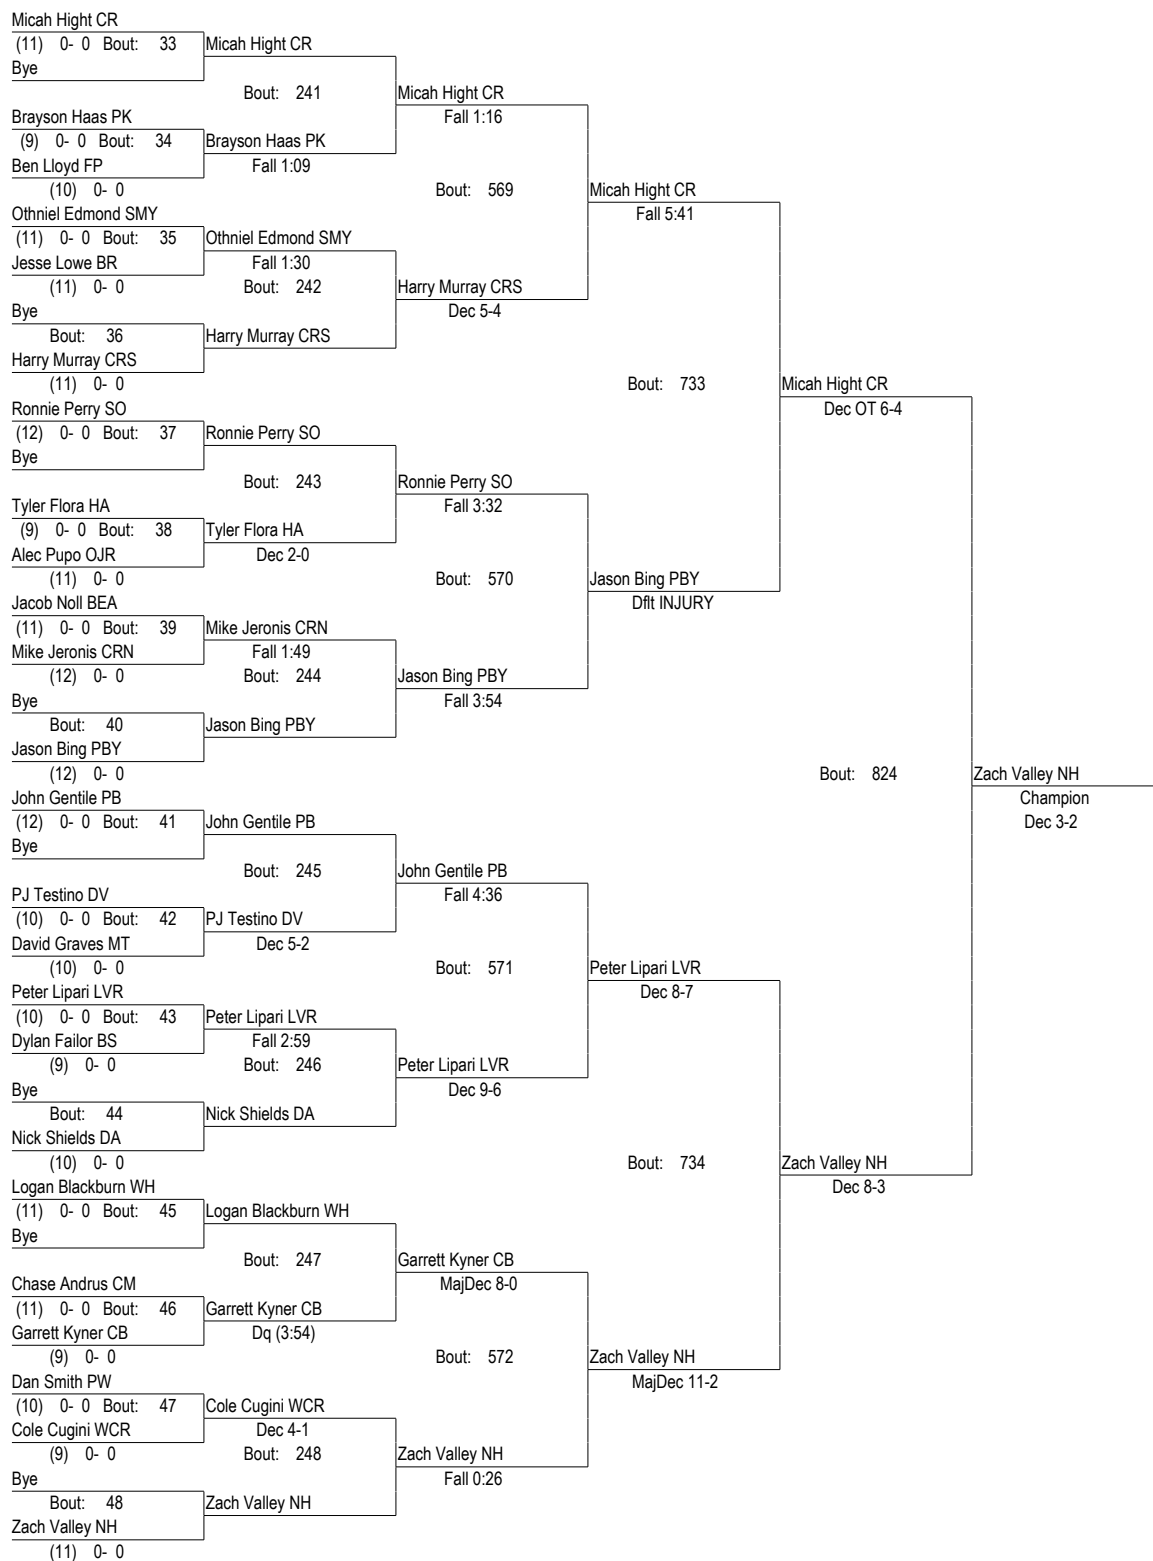 Micah Hight CR
(11) 0- 0 Bout: 33 Micah Hight CR
Bye
Bout: 241 Micah Hight CR
Brayson Haas PK Fall 1:16
(9) 0- 0 Bout: 34 Brayson Haas PK
Ben Lloyd FP Fall 1:09
(10) 0- 0 Bout: 569 Micah Hight CR
Othniel Edmond SMY Fall 5:41
(11) 0- 0 Bout: 35 Othniel Edmond SMY
Jesse Lowe BR Fall 1:30
(11) 0- 0 Bout: 242 Harry Murray CRS
Bye Dec 5-4
Bout: 36 Harry Murray CRS
Harry Murray CRS
(11) 0- 0 Bout: 733 Micah Hight CR
Ronnie Perry SO Dec OT 6-4
(12) 0- 0 Bout: 37 Ronnie Perry SO
Bye
Bout: 243 Ronnie Perry SO
Tyler Flora HA Fall 3:32
(9) 0- 0 Bout: 38 Tyler Flora HA
Alec Pupo OJR Dec 2-0
(11) 0- 0 Bout: 570 Jason Bing PBY
Jacob Noll BEA Dflt INJURY
(11) 0- 0 Bout: 39 Mike Jeronis CRN
Mike Jeronis CRN Fall 1:49
(12) 0- 0 Bout: 244 Jason Bing PBY
Bye Fall 3:54
Bout: 40 Jason Bing PBY
Jason Bing PBY
(12) 0- 0 Bout: 824 Zach Valley NH
John Gentile PB Champion
(12) 0- 0 Bout: 41 John Gentile PB Dec 3-2
Bye
Bout: 245 John Gentile PB
PJ Testino DV Fall 4:36
(10) 0- 0 Bout: 42 PJ Testino DV
David Graves MT Dec 5-2
(10) 0- 0 Bout: 571 Peter Lipari LVR
Peter Lipari LVR Dec 8-7
(10) 0- 0 Bout: 43 Peter Lipari LVR
Dylan Failor BS Fall 2:59
(9) 0- 0 Bout: 246 Peter Lipari LVR
Bye Dec 9-6
Bout: 44 Nick Shields DA
Nick Shields DA
(10) 0- 0 Bout: 734 Zach Valley NH
Logan Blackburn WH Dec 8-3
(11) 0- 0 Bout: 45 Logan Blackburn WH
Bye
Bout: 247 Garrett Kyner CB
Chase Andrus CM MajDec 8-0
(11) 0- 0 Bout: 46 Garrett Kyner CB
Garrett Kyner CB Dq (3:54)
(9) 0- 0 Bout: 572 Zach Valley NH
Dan Smith PW MajDec 11-2
(10) 0- 0 Bout: 47 Cole Cugini WCR
Cole Cugini WCR Dec 4-1
(9) 0- 0 Bout: 248 Zach Valley NH
Bye Fall 0:26
Bout: 48 Zach Valley NH
Zach Valley NH
(11) 0- 0